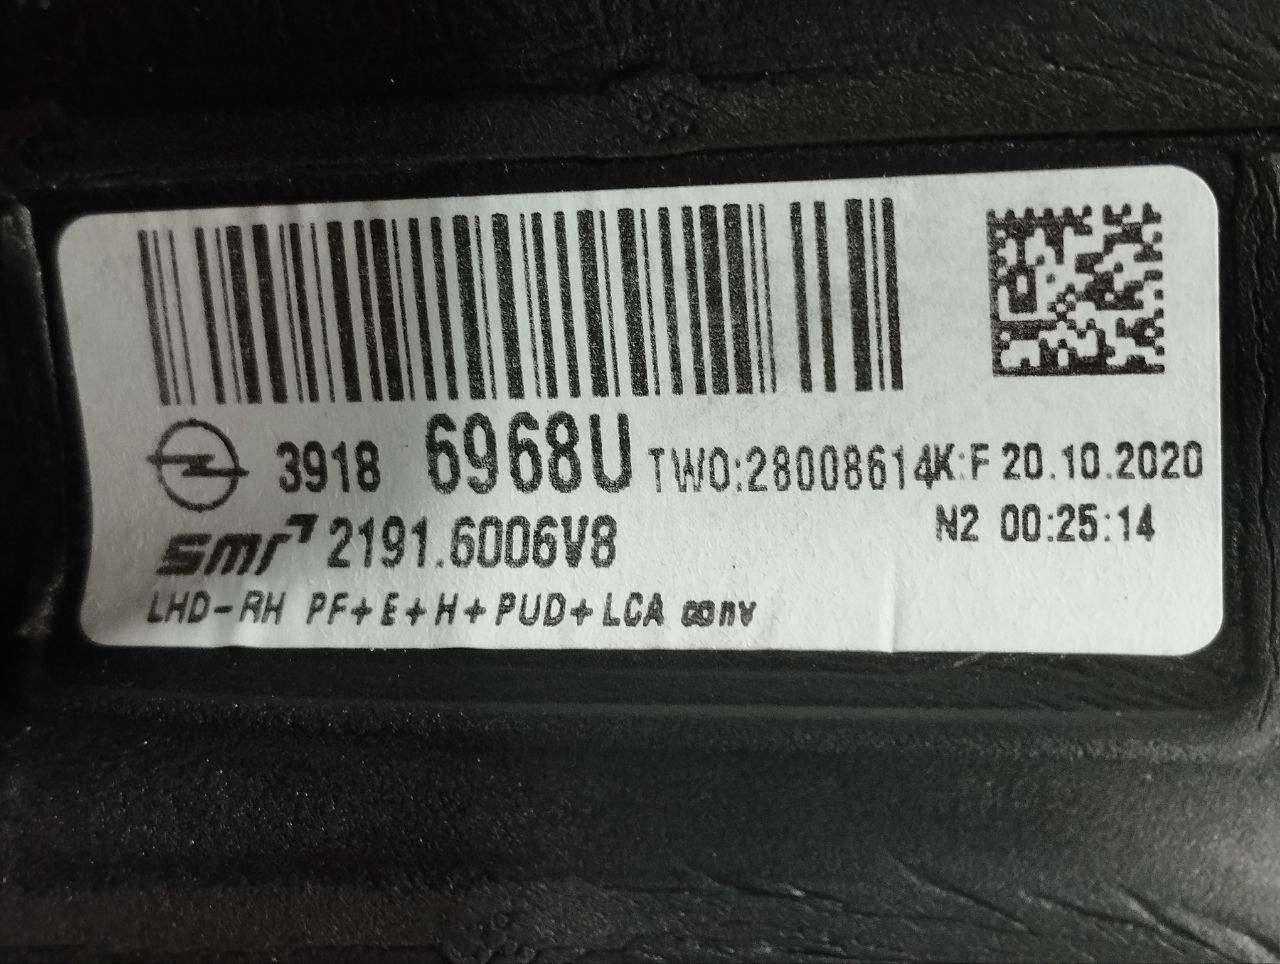 3918 6968U TWO:28008614K:F 20.10.2020
N2 00:25:14
smr 2191.6006V8
LHD-RH PF+E+H+PUD+LCA conv